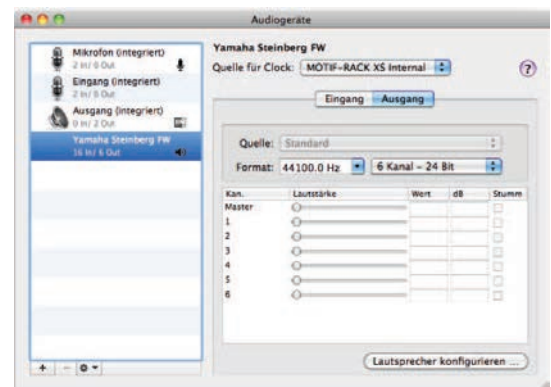 Audiogeräte
Mikrofon (integriert)
2 In/ 0 Out
Eingang (integriert)
2 In/ 0 Out
Ausgang (integriert)
0 In/ 2 Out
Yamaha Steinberg FW
16 In/ 6 Out
Yamaha Steinberg FW
Quelle für Clock: MOTIF-RACK XS Internal
?
Eingang Ausgang
Quelle: Standard
Format: 44100.0 Hz 6 Kanal – 24 Bit
Kan. Lautstärke Wert dB Stumm
Master
1
2
3
4
5
6
+ −
Lautsprecher konfigurieren ...